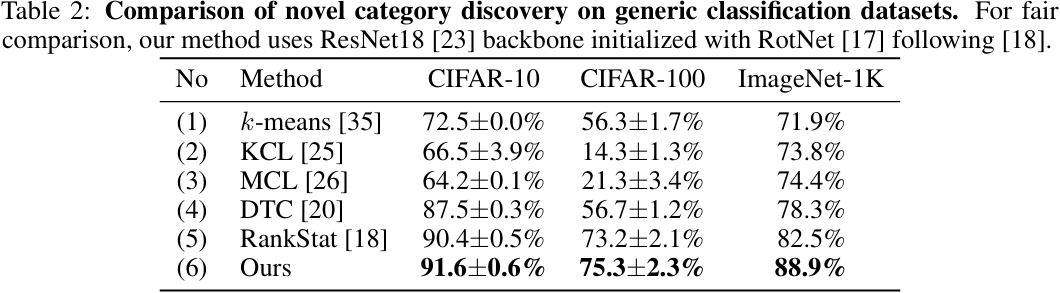 Table 2: Comparison of novel category discovery on generic classification datasets. For fair
comparison, our method uses ResNet18 [23] backbone initialized with RotNet [17] following [18].
No Method CIFAR-10 CIFAR-100 ImageNet-1K
(1) k-means [35] 72.5±0.0% 56.3±1.7% 71.9%
(2) KCL [25] 66.5±3.9% 14.3±1.3% 73.8%
(3) MCL [26] 64.2±0.1% 21.3±3.4% 74.4%
(4) DTC [20] 87.5±0.3% 56.7±1.2% 78.3%
(5) RankStat [18] 90.4±0.5% 73.2±2.1% 82.5%
(6) Ours 91.6±0.6% 75.3±2.3% 88.9%